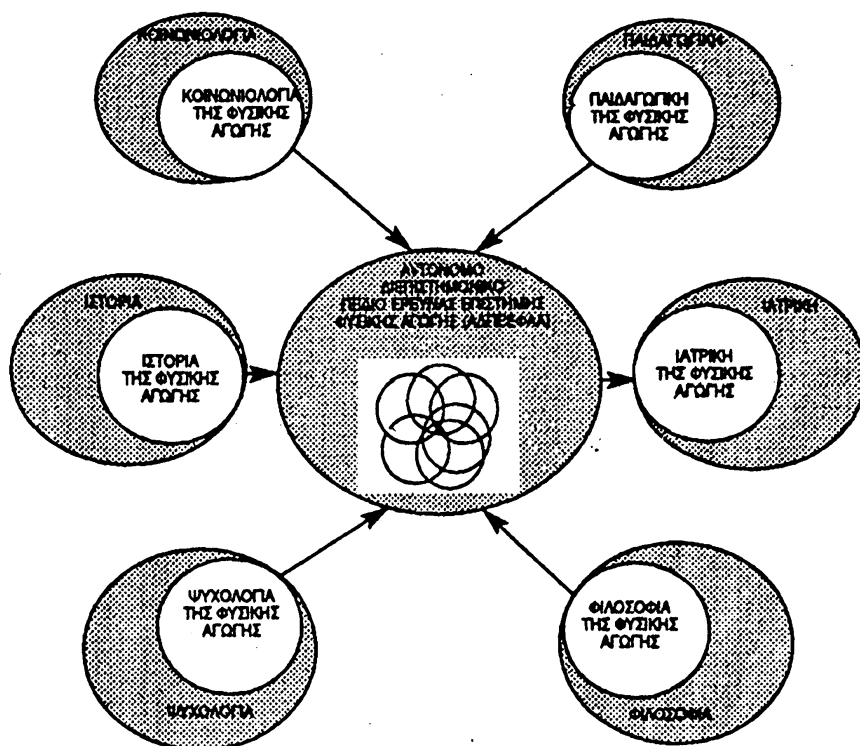 ΚΟΙΝΩΝΙΟΛΟΓΙΑ
ΚΟΙΝΩΝΙΟΛΟΓΙΑ
ΤΗΣ ΦΥΣΙΚΗΣ
ΑΓΩΓΗΣ
ΠΑΙΔΑΓΩΓΙΚΗ
ΠΑΙΔΑΓΩΓΙΚΗ
ΤΗΣ ΦΥΣΙΚΗΣ
ΑΓΩΓΗΣ
ΑΥΤΟΝΟΜΟ
ΔΙΕΠΙΣΤΗΜΟΝΙΚΟ
ΠΕΔΙΟ ΕΡΕΥΝΑΣ ΕΠΙΣΤΗΜΗΣ
ΦΥΣΙΚΗΣ ΑΓΩΓΗΣ
ΙΣΤΟΡΙΑ
ΙΣΤΟΡΙΑ
ΤΗΣ ΦΥΣΙΚΗΣ
ΑΓΩΓΗΣ
ΙΑΤΡΙΚΗ
ΙΑΤΡΙΚΗ
ΤΗΣ ΦΥΣΙΚΗΣ
ΑΓΩΓΗΣ
ΨΥΧΟΛΟΓΙΑ
ΤΗΣ ΦΥΣΙΚΗΣ
ΑΓΩΓΗΣ
ΨΥΧΟΛΟΓΙΑ
ΦΙΛΟΣΟΦΙΑ
ΤΗΣ ΦΥΣΙΚΗΣ
ΑΓΩΓΗΣ
ΦΙΛΟΣΟΦΙΑ